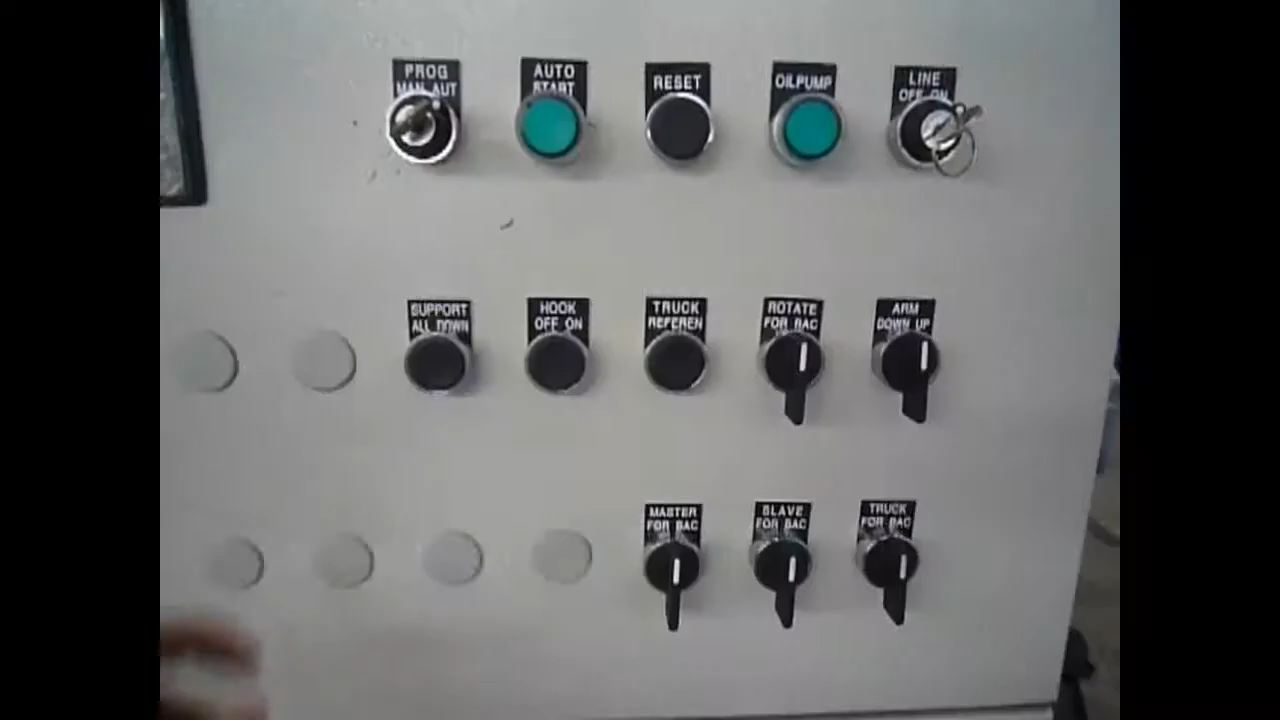 PROG
MAN AUT
AUTO
START
RESET
OILPUMP
LINE
OFF ON
SUPPORT
ALL DOWN
HOOK
OFF ON
TRUCK
REFEREN
ROTATE
FOR BAC
ARM
DOWN UP
MASTER
FOR BAC
SLAVE
FOR BAC
TRUCK
FOR BAC